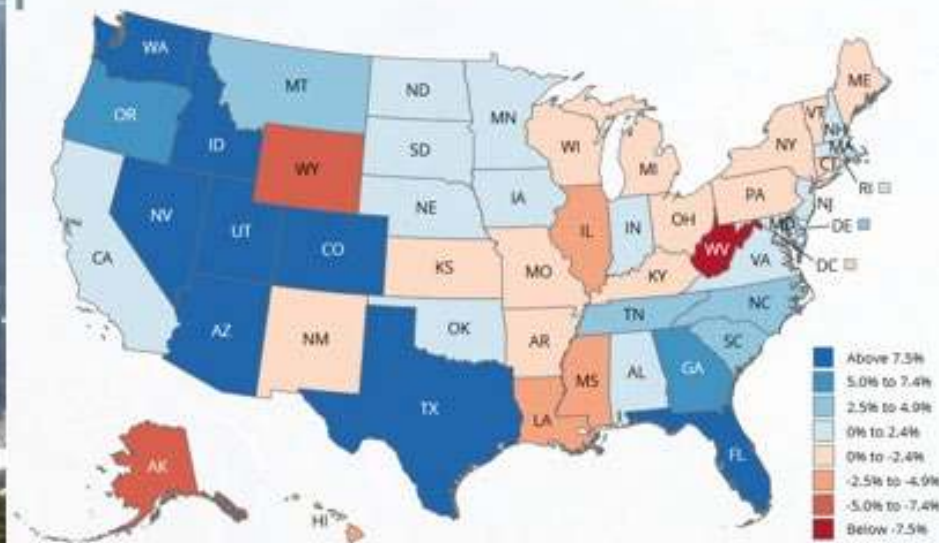 WA
MT
ND
MN
ME
OR
ID
WY
SD
WI
MI
VT
NH
NY
MA
CT
RI
NV
UT
CO
NE
IA
IL
IN
OH
PA
NJ
MD
DE
DC
CA
KS
MO
KY
WV
VA
AZ
NM
OK
AR
TN
NC
SC
TX
LA
MS
AL
GA
FL
AK
HI
Above 7.5%
5.0% to 7.4%
2.5% to 4.9%
0% to 2.4%
0% to -2.4%
-2.5% to -4.9%
-5.0% to -7.4%
Below -7.5%